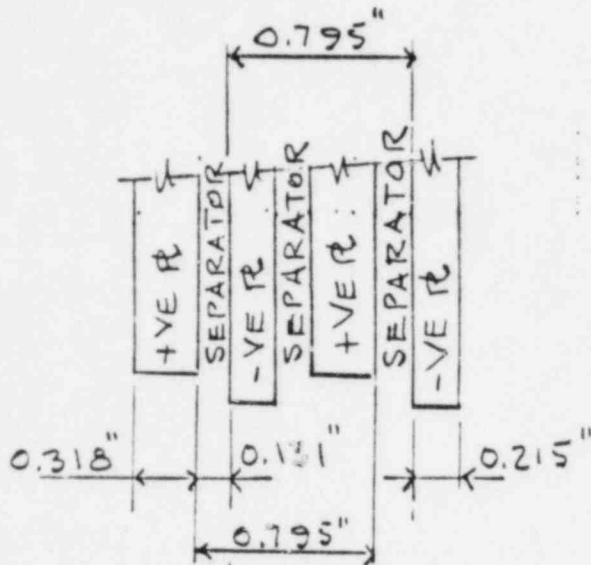 0.795"
+VE PL
SEPARATOR
-VE PL
SEPARATOR
+VE PL
SEPARATOR
-VE PL
0.318"
0.215"
0.795"